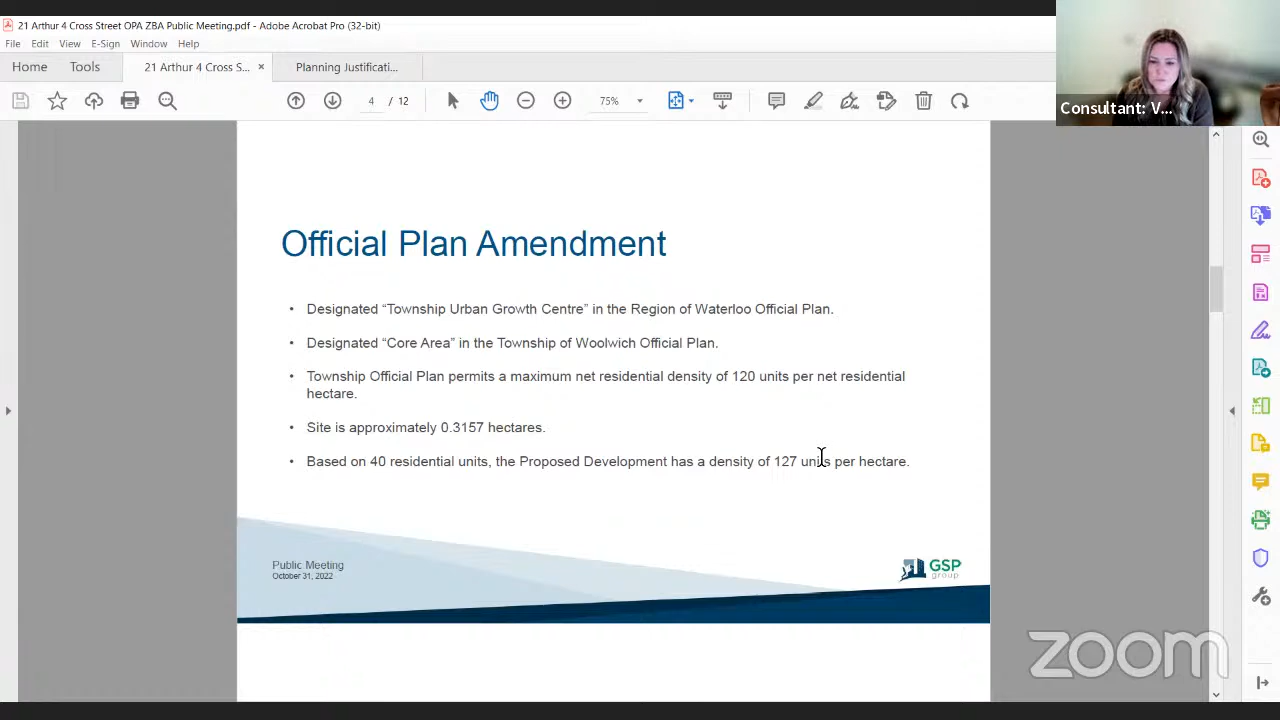 21 Arthur 4 Cross Street OPA ZBA Public Meeting.pdf - Adobe Acrobat Pro (32-bit)
File Edit View E-Sign Window Help
Home Tools 21 Arthur 4 Cross S... × Planning Justificati...
4 / 12 75%
Consultant: V...
Official Plan Amendment
• Designated “Township Urban Growth Centre” in the Region of Waterloo Official Plan.
• Designated “Core Area” in the Township of Woolwich Official Plan.
• Township Official Plan permits a maximum net residential density of 120 units per net residential
hectare.
• Site is approximately 0.3157 hectares.
• Based on 40 residential units, the Proposed Development has a density of 127 units per hectare.
Public Meeting
October 31, 2022
GSP
group
zoom